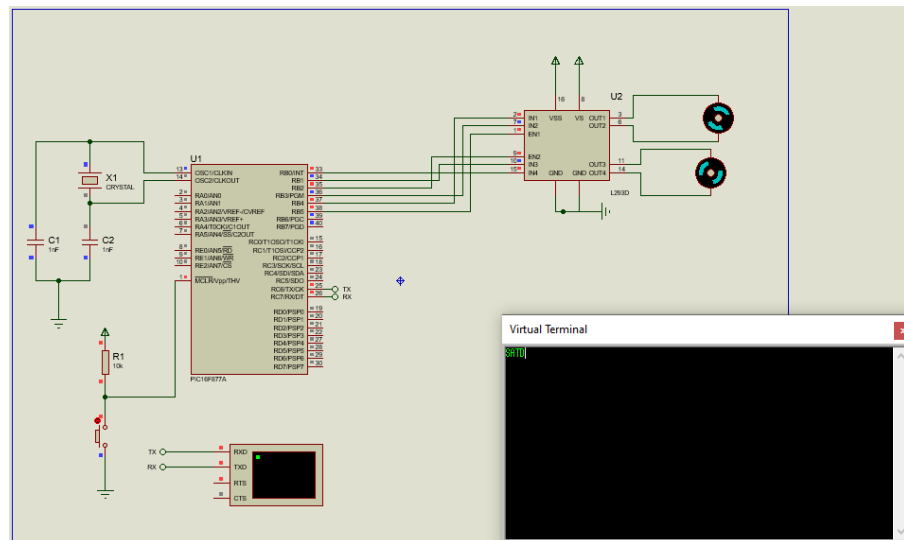 U2
16
8
2
IN1
VSS
VS
OUT1
3
7
IN2
OUT2
6
1
EN1
9
EN2
10
IN3
OUT3
11
15
IN4
GND
GND
OUT4
14
L293D
U1
13
OSC1/CLKIN
RB0/INT
33
14
OSC2/CLKOUT
RB1
34
RB2
35
2
RA0/AN0
RB3/PGM
36
3
RA1/AN1
RB4
37
4
RA2/AN2/VREF-/CVREF
RB5
38
5
RA3/AN3/VREF+
RB6/PGC
39
6
RA4/T0CKI/C1OUT
RB7/PGD
40
7
RA5/AN4/SS/C2OUT
RC0/T1OSO/T1CKI
15
8
RE0/AN5/RD
RC1/T1OSI/CCP2
16
9
RE1/AN6/WR
RC2/CCP1
17
10
RE2/AN7/CS
RC3/SCK/SCL
18
RC4/SDI/SDA
23
RC5/SDO
24
1
MCLR/Vpp/THV
RC6/TX/CK
25
TX
RC7/RX/DT
26
RX
RD0/PSP0
19
RD1/PSP1
20
RD2/PSP2
21
RD3/PSP3
22
RD4/PSP4
27
RD5/PSP5
28
RD6/PSP6
29
RD7/PSP7
30
PIC16F877A
X1
CRYSTAL
C1
1nF
C2
1nF
R1
10k
TX
RXD
RX
TXD
RTS
CTS
Virtual Terminal
x
SATD